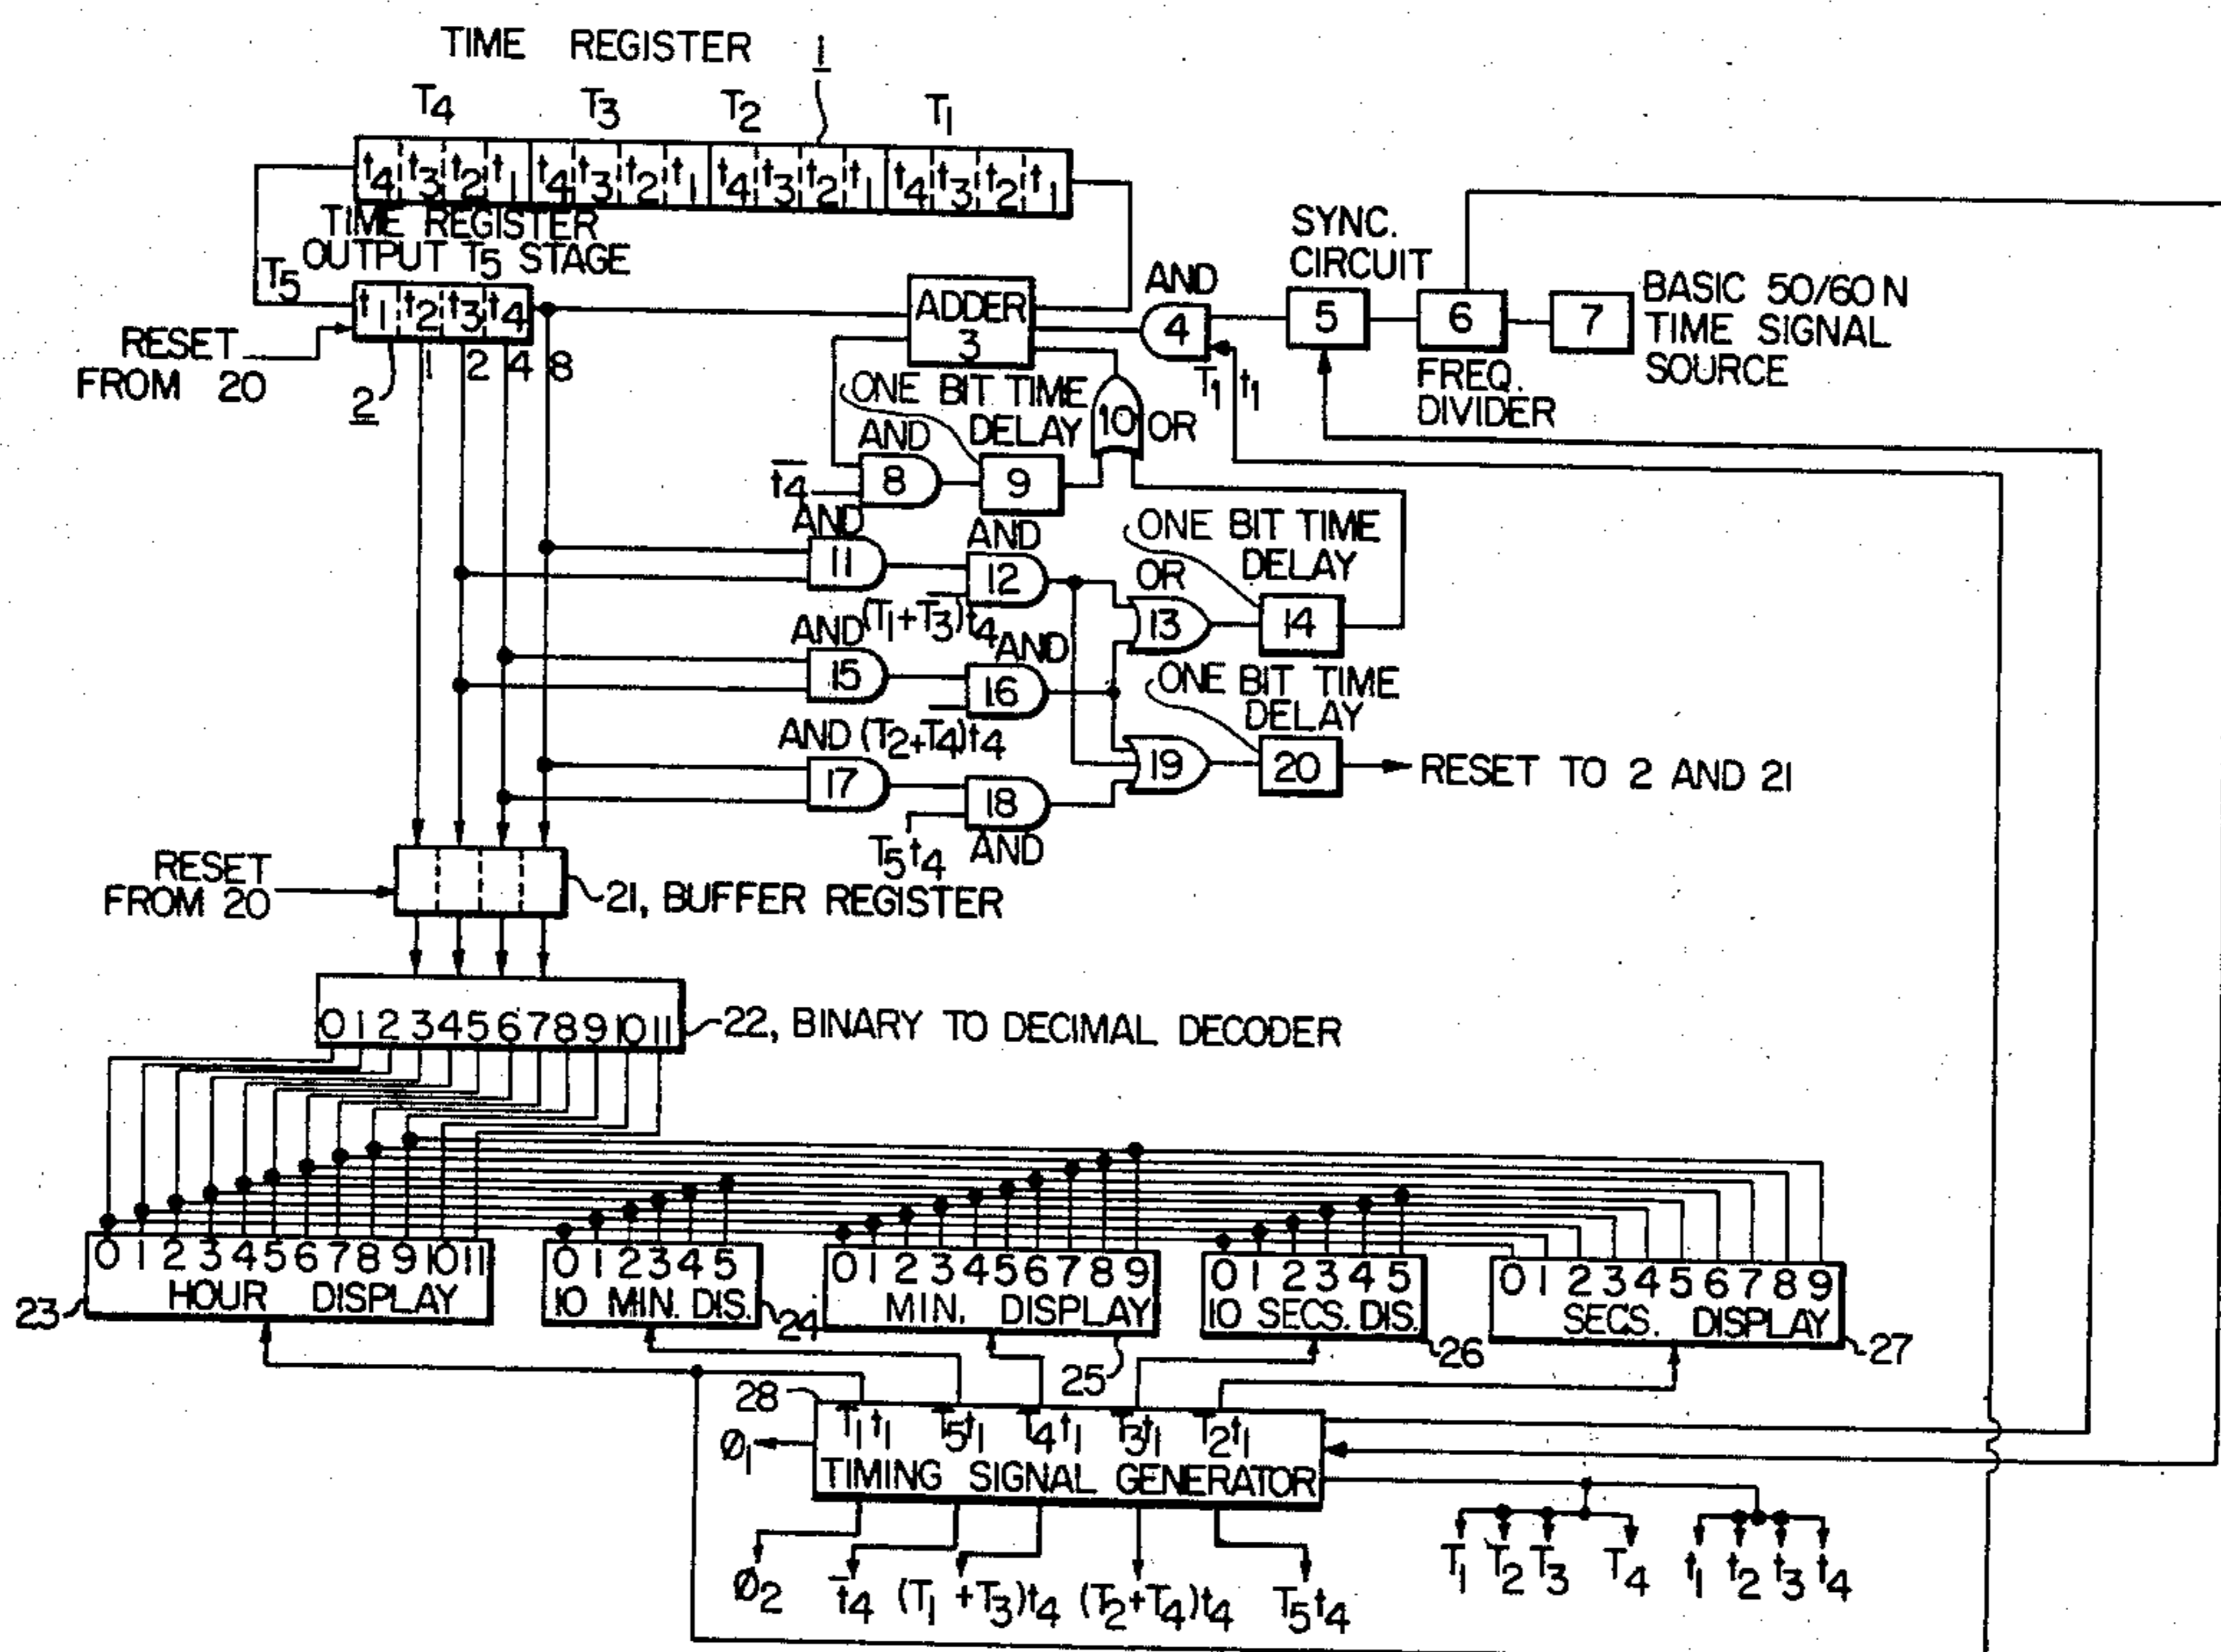 TIME REGISTER 1
T4 T3 T2 T1
t4 t3 t2 t1 t4 t3 t2 t1 t4 t3 t2 t1 t4 t3 t2 t1
TIME REGISTER
OUTPUT T5 STAGE
T5
t1 t2 t3 t4
RESET
FROM 20
2
1 2 4 8
ADDER
3
AND
4
T1 t1
SYNC.
CIRCUIT
5
6
FREQ.
DIVIDER
7
BASIC 50/60 N
TIME SIGNAL
SOURCE
ONE BIT TIME
DELAY
10 OR
AND
8
9
t̅4
AND
11
AND
12
(T1+T3)t4
ONE BIT TIME
DELAY
OR
13
14
AND
15
AND
16
(T2+T4)t4
ONE BIT TIME
DELAY
AND
17
18
AND
T5t4
19
20
RESET TO 2 AND 21
RESET
FROM 20
21, BUFFER REGISTER
0 1 2 3 4 5 6 7 8 9 10 11
22, BINARY TO DECIMAL DECODER
0 1 2 3 4 5 6 7 8 9 10 11
HOUR DISPLAY
23
0 1 2 3 4 5
10 MIN. DIS.
24
0 1 2 3 4 5 6 7 8 9
MIN. DISPLAY
25
0 1 2 3 4 5
10 SECS. DIS.
26
0 1 2 3 4 5 6 7 8 9
SECS. DISPLAY
27
28
T1t1 T5t1 T4t1 T3t1 T2t1
TIMING SIGNAL GENERATOR
Ø1
Ø2 t̅4 (T1+T3)t4 (T2+T4)t4 T5t4
T1 T2 T3 T4 t1 t2 t3 t4